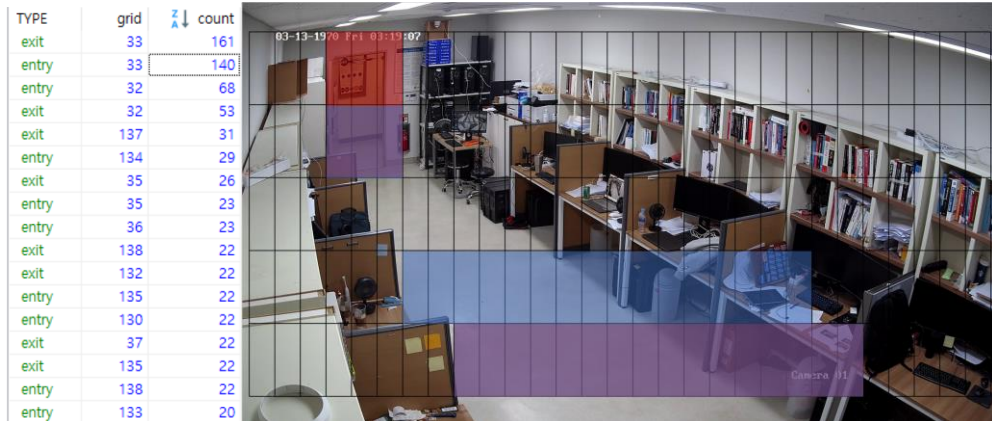 TYPE grid Z A count
exit 33 161
entry 33 140
entry 32 68
exit 32 53
exit 137 31
entry 134 29
exit 35 26
entry 35 23
entry 36 23
exit 138 22
exit 132 22
entry 135 22
entry 130 22
exit 37 22
exit 135 22
entry 138 22
entry 133 20
03-13-1970 Fri 03:19:07
Camera 01